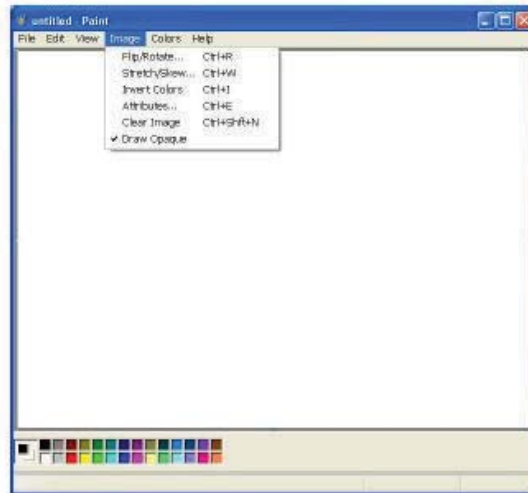 untitled - Paint
File Edit View Image Colors Help
Flip/Rotate... Ctrl+R
Stretch/Skew... Ctrl+W
Invert Colors Ctrl+I
Attributes... Ctrl+E
Clear Image Ctrl+Shft+N
✔ Draw Opaque